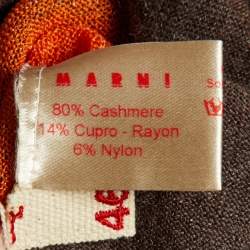 MARNI
80% Cashmere
14% Cupro - Rayon
6% Nylon